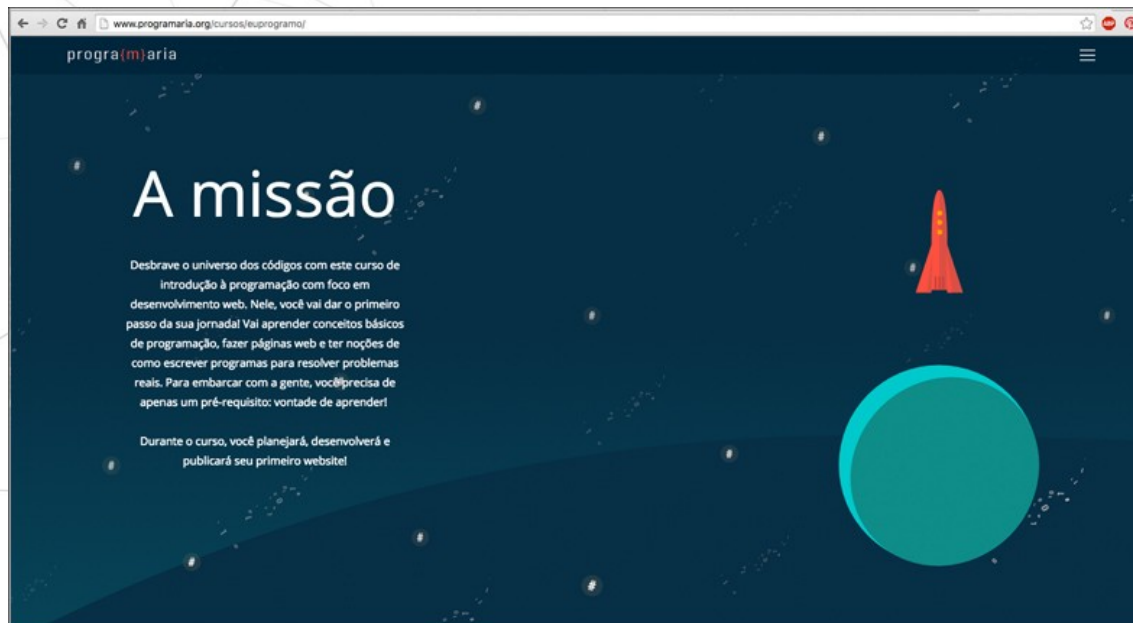 www.programaria.org/cursos/euprogramo/
ABP
progra{m}aria
A missão
Desbrave o universo dos códigos com este curso de
introdução à programação com foco em
desenvolvimento web. Nele, você vai dar o primeiro
passo da sua jornada! Vai aprender conceitos básicos
de programação, fazer páginas web e ter noções de
como escrever programas para resolver problemas
reais. Para embarcar com a gente, você precisa de
apenas um pré-requisito: vontade de aprender!
Durante o curso, você planejará, desenvolverá e
publicará seu primeiro website!